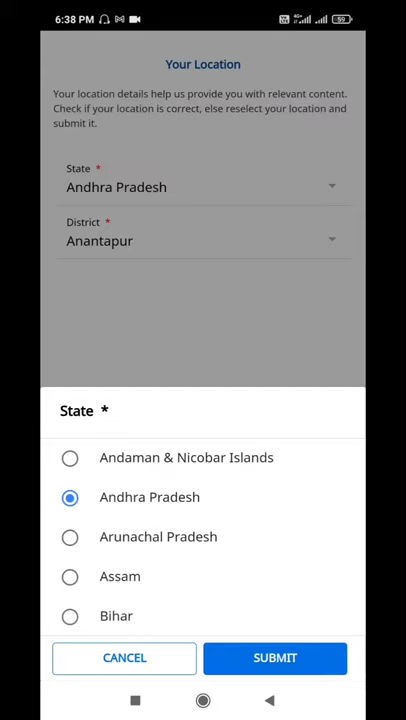 6:38 PM
4G+
59
Your Location
Your location details help us provide you with relevant content.
Check if your location is correct, else reselect your location and
submit it.
State *
Andhra Pradesh
District *
Anantapur
State *
Andaman & Nicobar Islands
Andhra Pradesh
Arunachal Pradesh
Assam
Bihar
CANCEL
SUBMIT